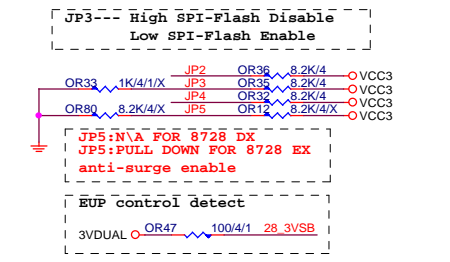 JP3--- High SPI-Flash Disable
Low SPI-Flash Enable
JP2 OR36 8.2K/4 VCC3
OR33 1K/4/1/X JP3 OR35 8.2K/4 VCC3
JP4 OR32 8.2K/4 VCC3
OR80 8.2K/4/X JP5 OR12 8.2K/4/X VCC3
JP5:N\A FOR 8728 DX
JP5:PULL DOWN FOR 8728 EX
anti-surge enable
EUP control detect
3VDUAL OR47 100/4/1 28_3VSB